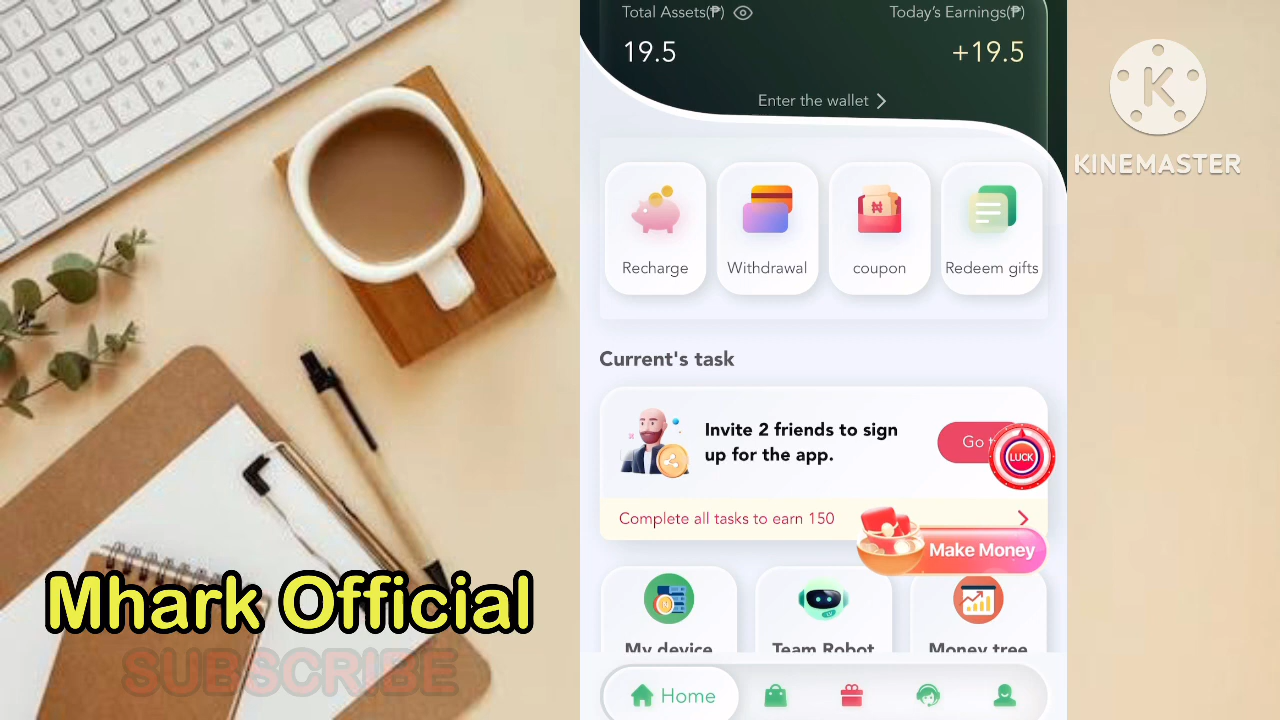 Total Assets(₱)
Today's Earnings(₱)
19.5
+19.5
Enter the wallet
K
KINEMASTER
₦
Recharge
Withdrawal
coupon
Redeem gifts
Current's task
Invite 2 friends to sign
up for the app.
Go t
LUCK
Complete all tasks to earn 150
Make Money
My device
Team Robot
Money tree
Home
Mhark Official
SUBSCRIBE